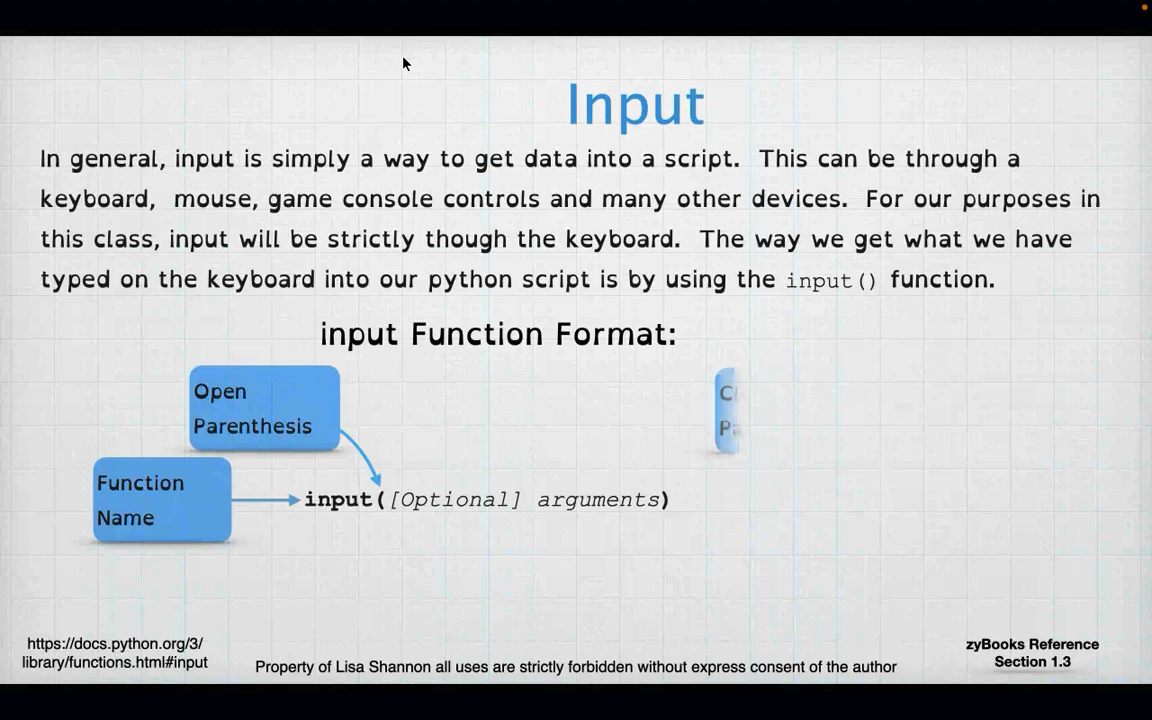 Input
In general, input is simply a way to get data into a script. This can be through a
keyboard, mouse, game console controls and many other devices. For our purposes in
this class, input will be strictly though the keyboard. The way we get what we have
typed on the keyboard into our python script is by using the input() function.
input Function Format:
Open
Parenthesis
Function
Name
input([Optional] arguments)
https://docs.python.org/3/
library/functions.html#input
Property of Lisa Shannon all uses are strictly forbidden without express consent of the author
zyBooks Reference
Section 1.3